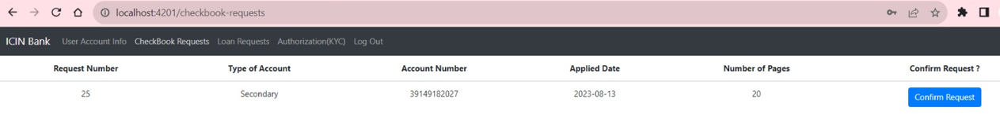 localhost:4201/checkbook-requests
ICIN Bank User Account Info CheckBook Requests Loan Requests Authorization(KYC) Log Out
Request Number Type of Account Account Number Applied Date Number of Pages Confirm Request ?
25 Secondary 39149182027 2023-08-13 20 Confirm Request